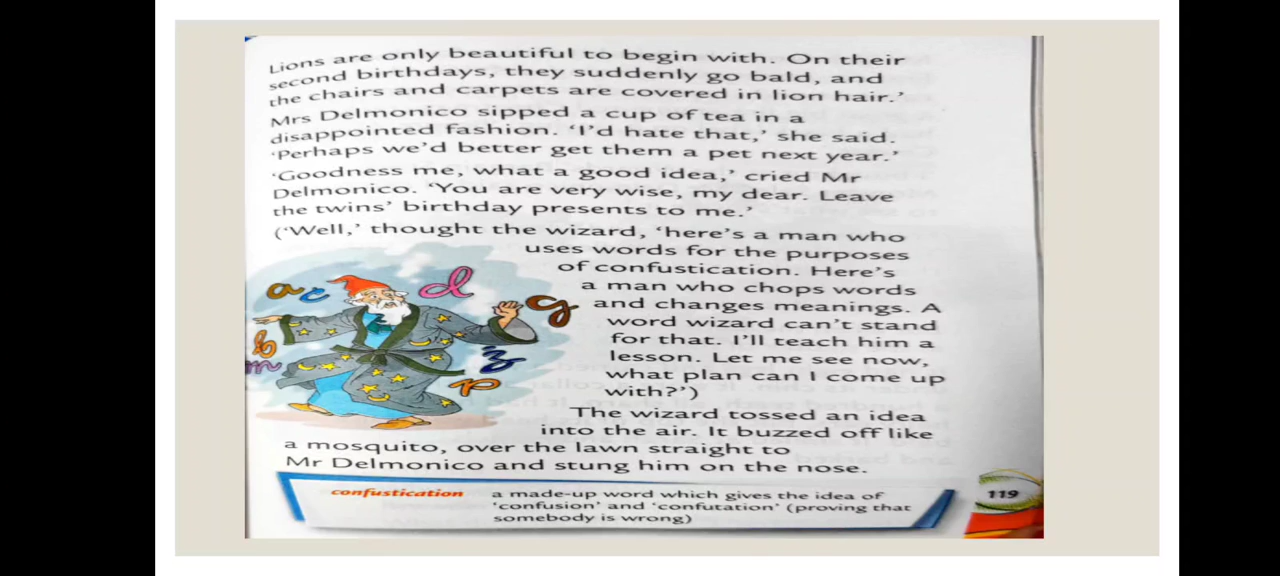 Lions are only beautiful to begin with. On their
second birthdays, they suddenly go bald, and
the chairs and carpets are covered in lion hair.’
Mrs Delmonico sipped a cup of tea in a
disappointed fashion. ‘I’d hate that,’ she said.
‘Perhaps we’d better get them a pet next year.’
‘Goodness me, what a good idea,’ cried Mr
Delmonico. ‘You are very wise, my dear. Leave
the twins’ birthday presents to me.’
(‘Well,’ thought the wizard, ‘here’s a man who
uses words for the purposes
of confustication. Here’s
a man who chops words
and changes meanings. A
word wizard can’t stand
for that. I’ll teach him a
lesson. Let me see now,
what plan can I come up
with?’)
a c d g
b m z p
The wizard tossed an idea
into the air. It buzzed off like
a mosquito, over the lawn straight to
Mr Delmonico and stung him on the nose.
confustication a made-up word which gives the idea of
‘confusion’ and ‘confutation’ (proving that
somebody is wrong)
119